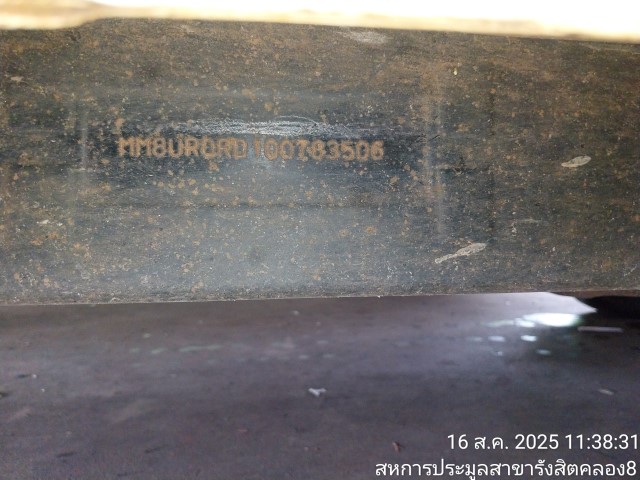 MM8UR0RD100783506
16 ส.ค. 2025 11:38:31
สหการประมูลสาขารังสิตคลอง8